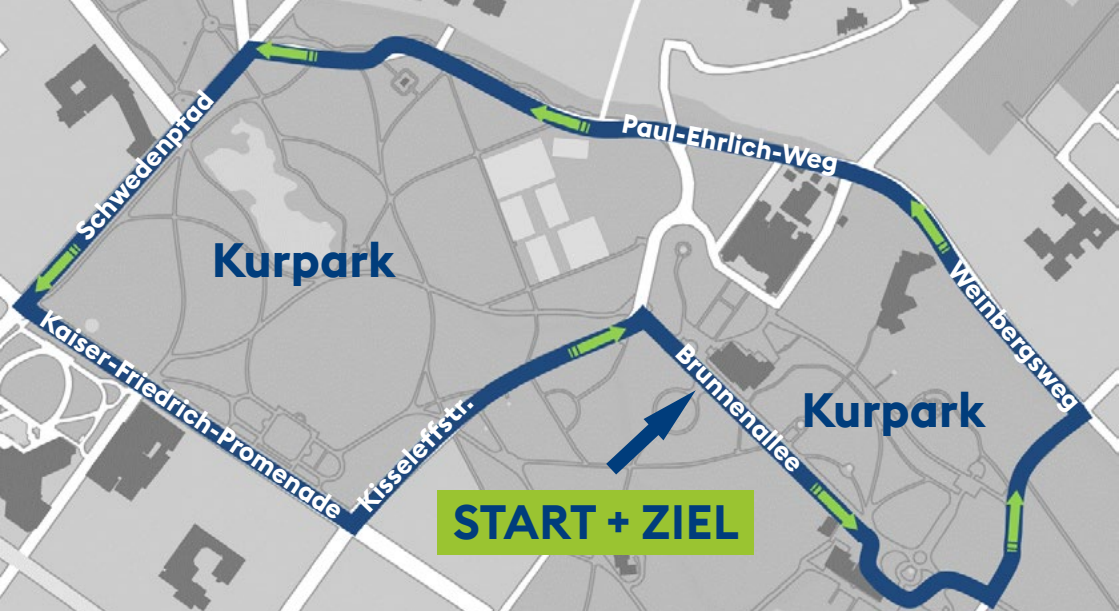 Paul-Ehrlich-Weg
Schwedenpfad
Kurpark
Weinbergsweg
Kaiser-Friedrich-Promenade
Brunnenallee
Kurpark
Kisseleffstr.
START + ZIEL